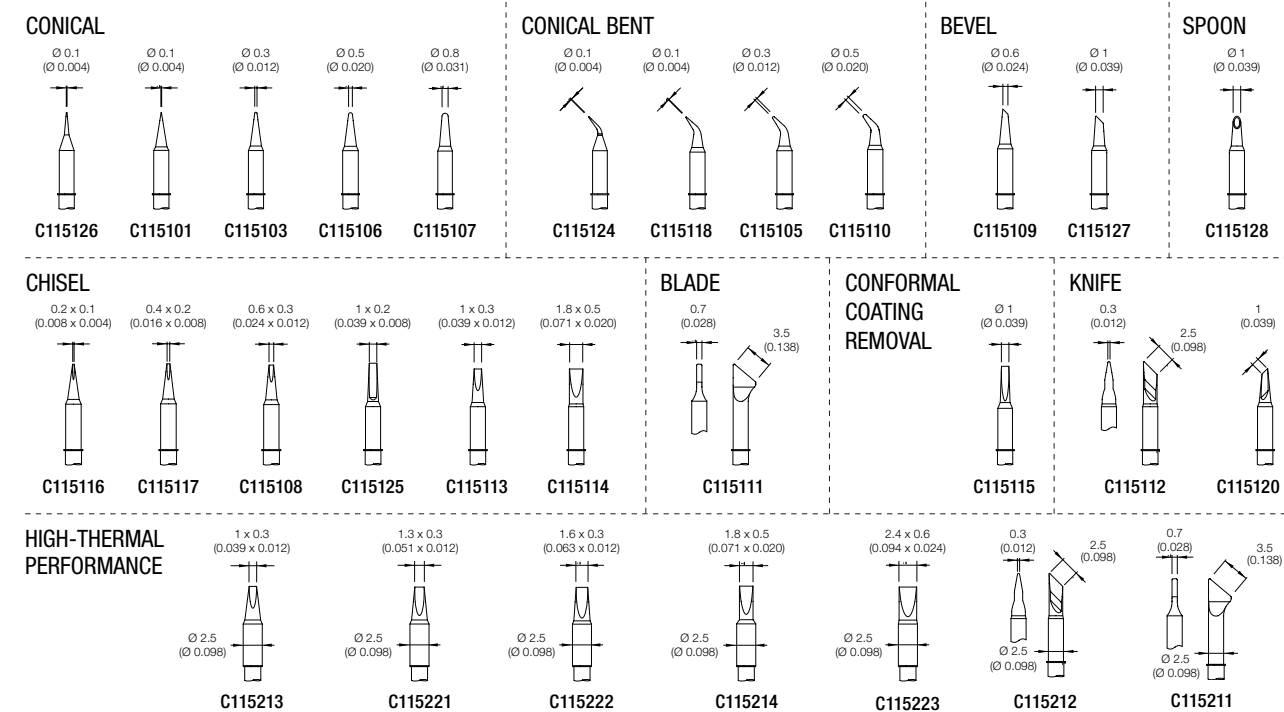 CONICAL
Ø 0.1
(Ø 0.004)
C115126
Ø 0.1
(Ø 0.004)
C115101
Ø 0.3
(Ø 0.012)
C115103
Ø 0.5
(Ø 0.020)
C115106
Ø 0.8
(Ø 0.031)
C115107
CONICAL BENT
Ø 0.1
(Ø 0.004)
C115124
Ø 0.1
(Ø 0.004)
C115118
Ø 0.3
(Ø 0.012)
C115105
Ø 0.5
(Ø 0.020)
C115110
BEVEL
Ø 0.6
(Ø 0.024)
C115109
Ø 1
(Ø 0.039)
C115127
SPOON
Ø 1
(Ø 0.039)
C115128
CHISEL
0.2 x 0.1
(0.008 x 0.004)
C115116
0.4 x 0.2
(0.016 x 0.008)
C115117
0.6 x 0.3
(0.024 x 0.012)
C115108
1 x 0.2
(0.039 x 0.008)
C115125
1 x 0.3
(0.039 x 0.012)
C115113
1.8 x 0.5
(0.071 x 0.020)
C115114
BLADE
0.7
(0.028)
3.5
(0.138)
C115111
CONFORMAL
COATING
REMOVAL
Ø 1
(Ø 0.039)
C115115
KNIFE
0.3
(0.012)
2.5
(0.098)
C115112
1
(0.039)
C115120
HIGH-THERMAL
PERFORMANCE
1 x 0.3
(0.039 x 0.012)
Ø 2.5
(Ø 0.098)
C115213
1.3 x 0.3
(0.051 x 0.012)
Ø 2.5
(Ø 0.098)
C115221
1.6 x 0.3
(0.063 x 0.012)
Ø 2.5
(Ø 0.098)
C115222
1.8 x 0.5
(0.071 x 0.020)
Ø 2.5
(Ø 0.098)
C115214
2.4 x 0.6
(0.094 x 0.024)
Ø 2.5
(Ø 0.098)
C115223
0.3
(0.012)
2.5
(0.098)
Ø 2.5
(Ø 0.098)
C115212
0.7
(0.028)
3.5
(0.138)
Ø 2.5
(Ø 0.098)
C115211